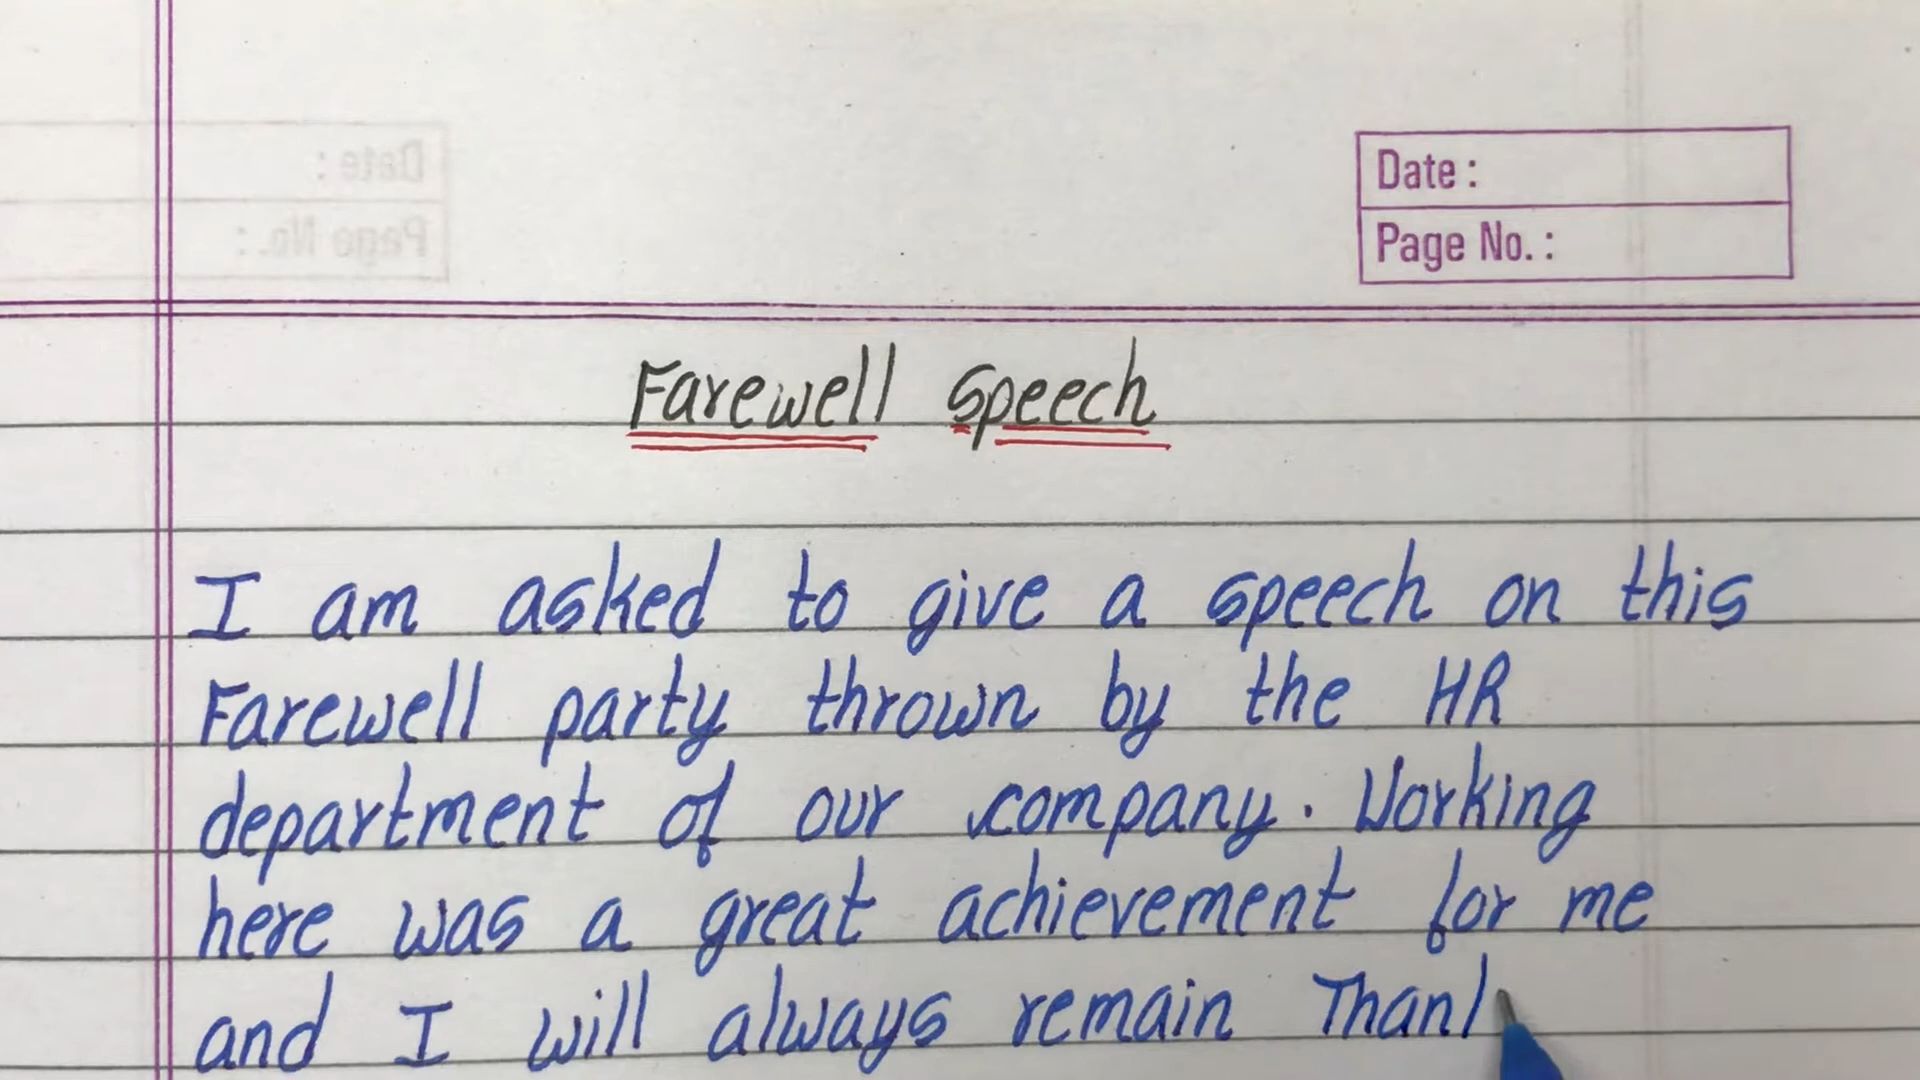 Date :
Page No. :
Farewell speech
I am asked to give a speech on this
Farewell party thrown by the HR
department of our company. Working
here was a great achievement for me
and I will always remain Than